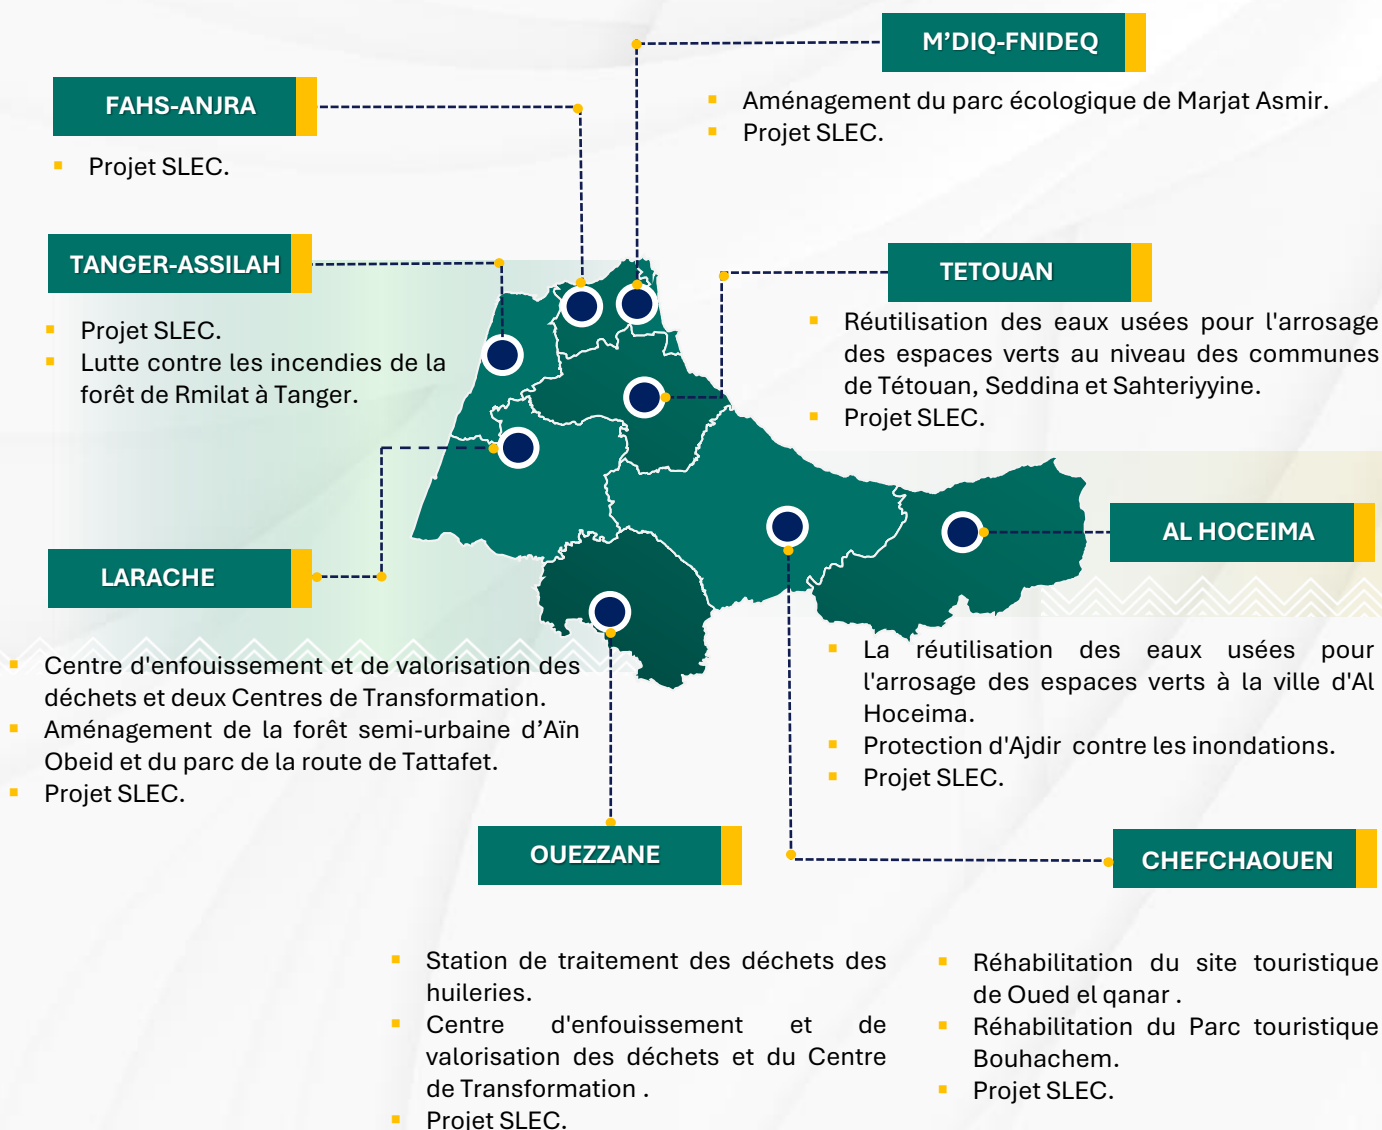 M’DIQ-FNIDEQ
▪ Aménagement du parc écologique de Marjat Asmir.
▪ Projet SLEC.
FAHS-ANJRA
▪ Projet SLEC.
TANGER-ASSILAH
▪ Projet SLEC.
▪ Lutte contre les incendies de la
forêt de Rmilat à Tanger.
TETOUAN
▪ Réutilisation des eaux usées pour l'arrosage
des espaces verts au niveau des communes
de Tétouan, Seddina et Sahteriyyine.
▪ Projet SLEC.
LARACHE
▪ Centre d'enfouissement et de valorisation des
déchets et deux Centres de Transformation.
▪ Aménagement de la forêt semi-urbaine d’Aïn
Obeid et du parc de la route de Tattafet.
▪ Projet SLEC.
AL HOCEIMA
▪ La réutilisation des eaux usées pour
l'arrosage des espaces verts à la ville d'Al
Hoceima.
▪ Protection d'Ajdir contre les inondations.
▪ Projet SLEC.
OUEZZANE
▪ Station de traitement des déchets des
huileries.
▪ Centre d'enfouissement et de
valorisation des déchets et du Centre
de Transformation .
▪ Projet SLEC.
CHEFCHAOUEN
▪ Réhabilitation du site touristique
de Oued el qanar .
▪ Réhabilitation du Parc touristique
Bouhachem.
▪ Projet SLEC.